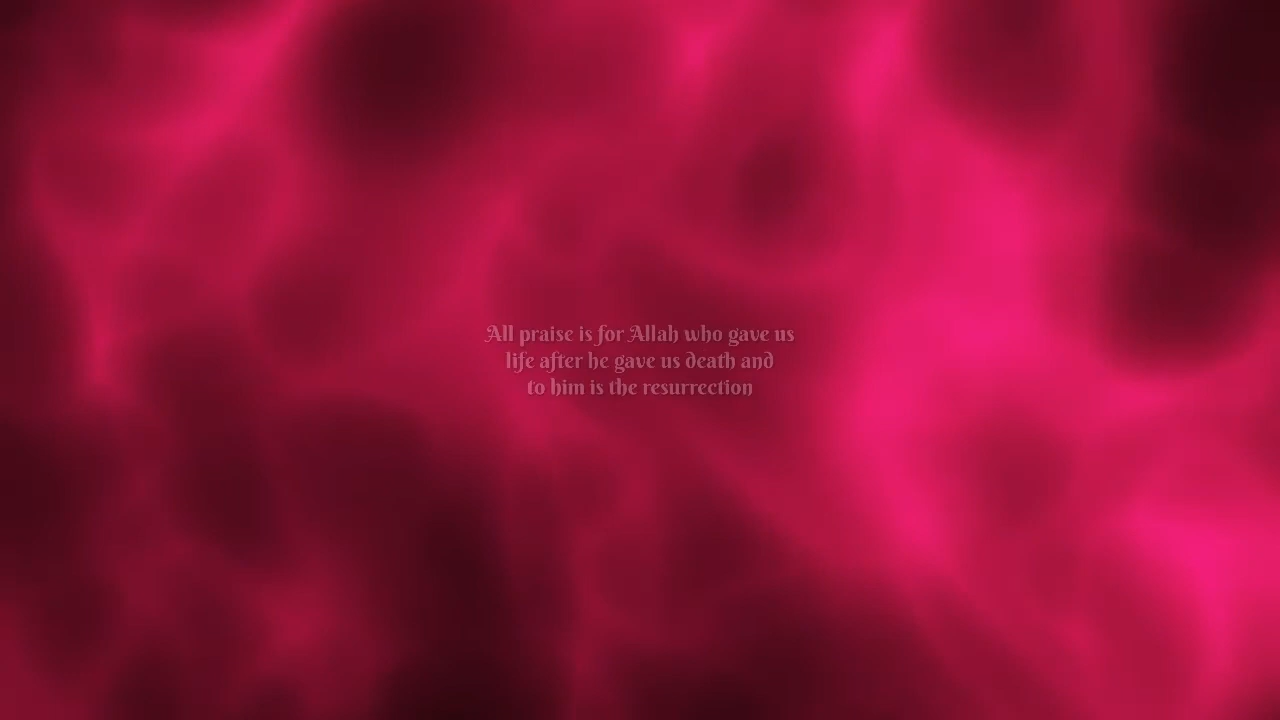 All praise is for Allah who gave us
life after he gave us death and
to him is the resurrection